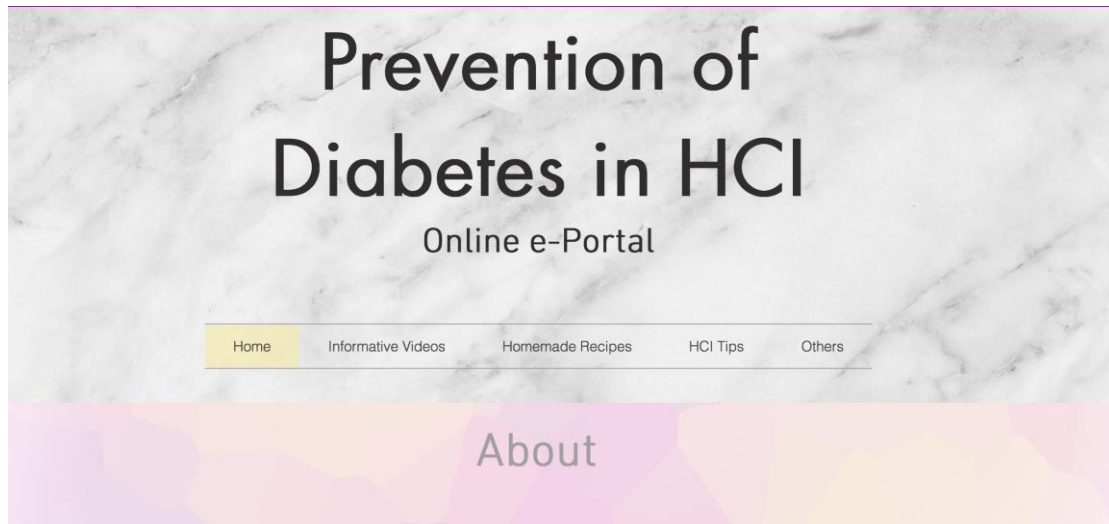 Prevention of
Diabetes in HCI
Online e-Portal
Home Informative Videos Homemade Recipes HCI Tips Others
About